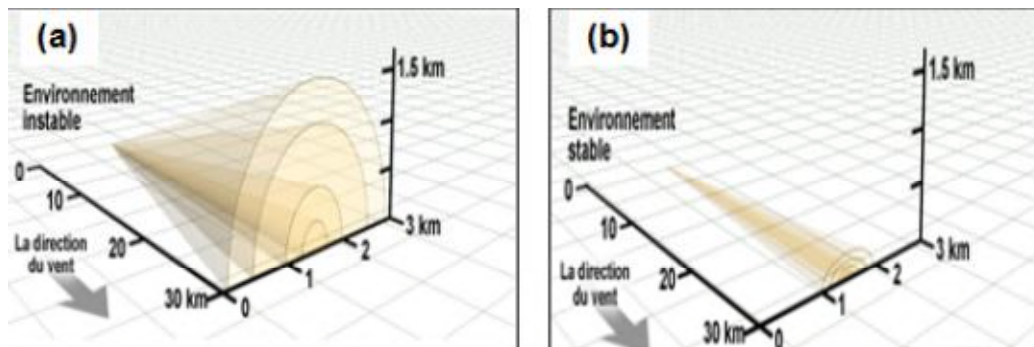 (a)
1.5 km
Environnement
instable
0
10
20
3 km
2
La direction
du vent
1
30 km
0
(b)
1.5 km
Environnement
stable
0
10
20
3 km
2
La direction
du vent
1
30 km
0